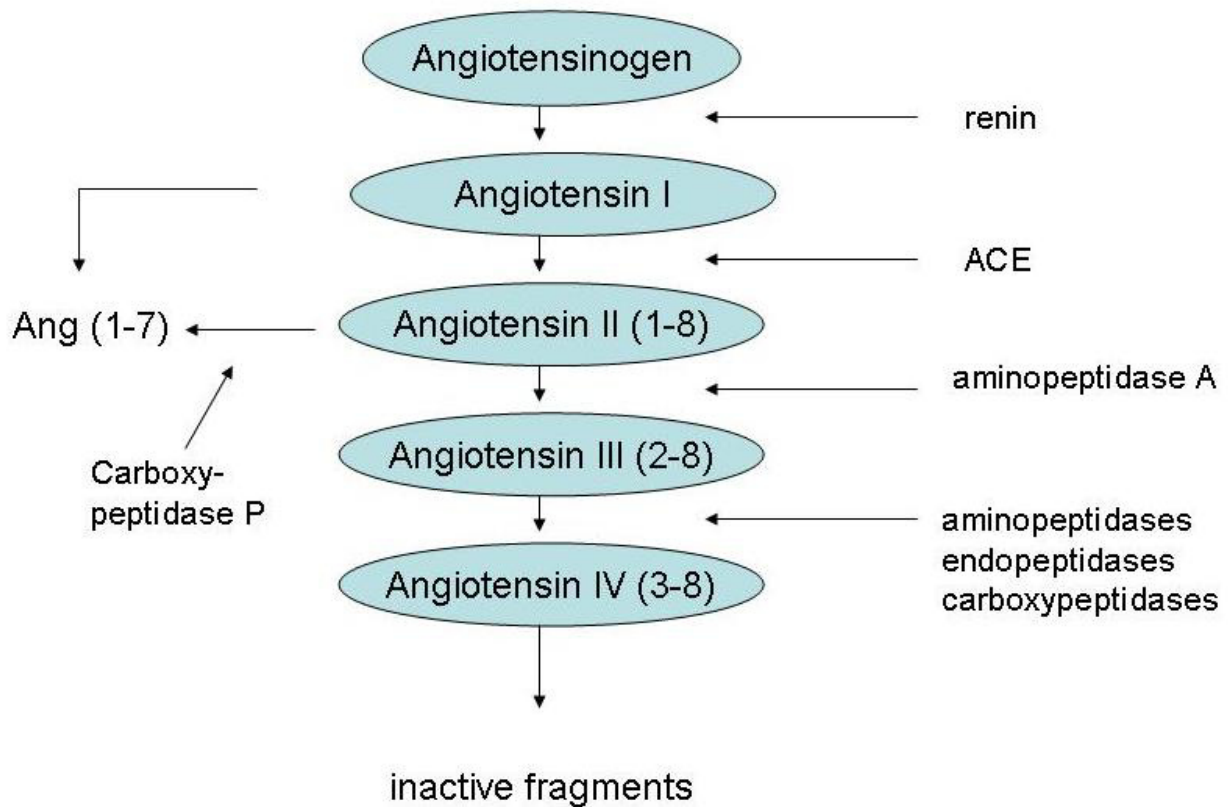 Angiotensinogen
renin
Angiotensin I
ACE
Ang (1-7)
Angiotensin II (1-8)
aminopeptidase A
Carboxy-
peptidase P
Angiotensin III (2-8)
aminopeptidases
endopeptidases
carboxypeptidases
Angiotensin IV (3-8)
inactive fragments